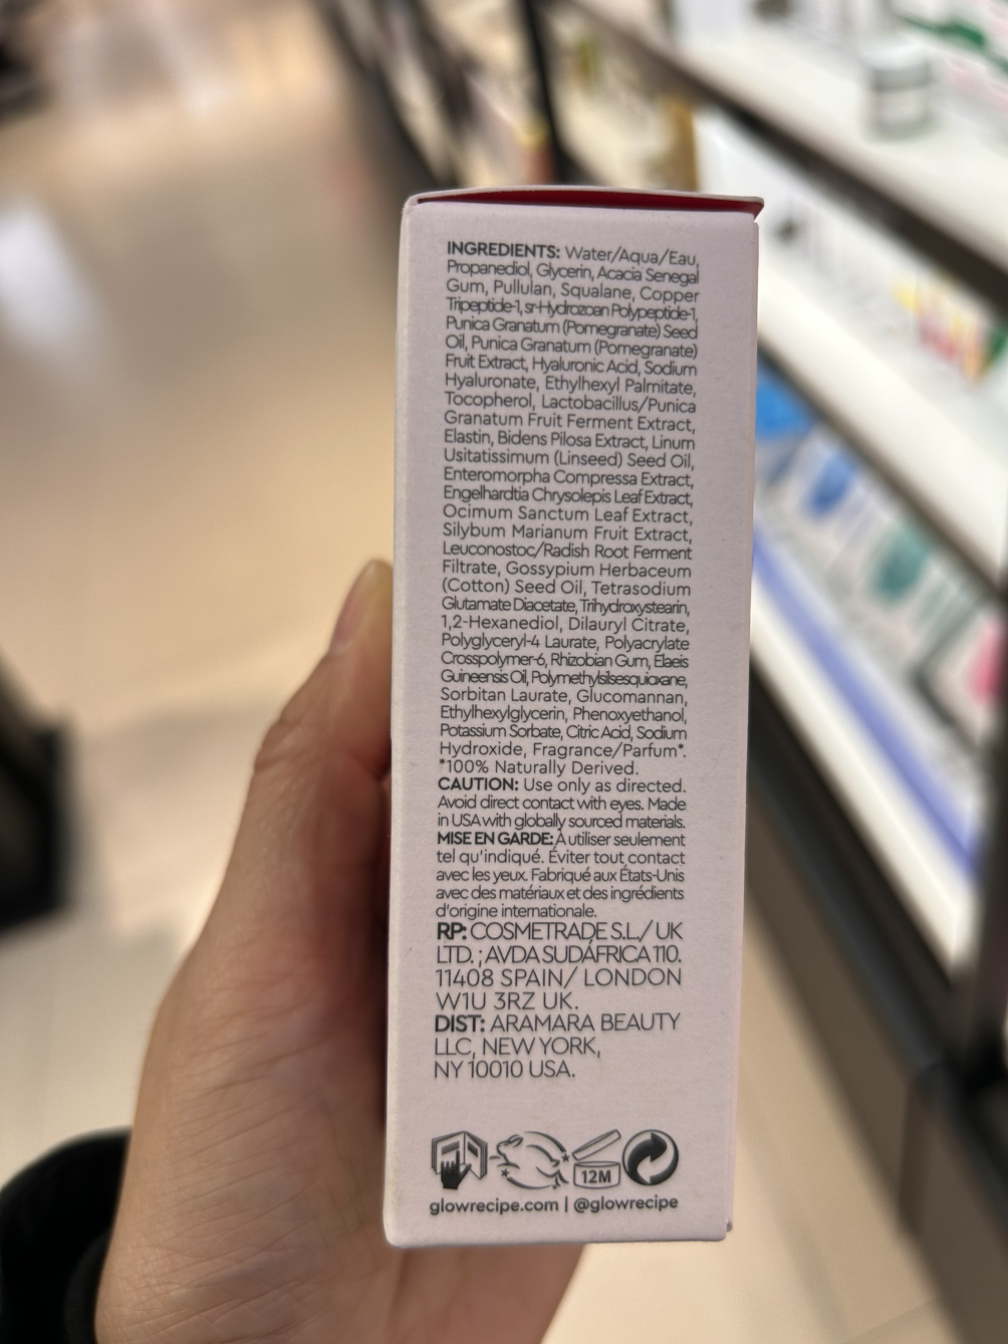 INGREDIENTS: Water/Aqua/Eau,
Propanediol, Glycerin, Acacia Senegal
Gum, Pullulan, Squalane, Copper
Tripeptide-1, sr-Hydrozoan Polypeptide-1,
Punica Granatum (Pomegranate) Seed
Oil, Punica Granatum (Pomegranate)
Fruit Extract, Hyaluronic Acid, Sodium
Hyaluronate, Ethylhexyl Palmitate,
Tocopherol, Lactobacillus/Punica
Granatum Fruit Ferment Extract,
Elastin, Bidens Pilosa Extract, Linum
Usitatissimum (Linseed) Seed Oil,
Enteromorpha Compressa Extract,
Engelhardtia Chrysolepis Leaf Extract,
Ocimum Sanctum Leaf Extract,
Silybum Marianum Fruit Extract,
Leuconostoc/Radish Root Ferment
Filtrate, Gossypium Herbaceum
(Cotton) Seed Oil, Tetrasodium
Glutamate Diacetate, Trihydroxystearin,
1,2-Hexanediol, Dilauryl Citrate,
Polyglyceryl-4 Laurate, Polyacrylate
Crosspolymer-6, Rhizobian Gum, Elaeis
Guineensis Oil, Polymethylsilsesquioxane,
Sorbitan Laurate, Glucomannan,
Ethylhexylglycerin, Phenoxyethanol,
Potassium Sorbate, Citric Acid, Sodium
Hydroxide, Fragrance/Parfum*.
*100% Naturally Derived.
CAUTION: Use only as directed.
Avoid direct contact with eyes. Made
in USA with globally sourced materials.
MISE EN GARDE: À utiliser seulement
tel qu'indiqué. Éviter tout contact
avec les yeux. Fabriqué aux États-Unis
avec des matériaux et des ingrédients
d'origine internationale.
RP: COSMETRADE S.L./ UK
LTD. ; AVDA SUDÁFRICA 110.
11408 SPAIN/ LONDON
W1U 3RZ UK.
DIST: ARAMARA BEAUTY
LLC, NEW YORK,
NY 10010 USA.
12M
glowrecipe.com | @glowrecipe